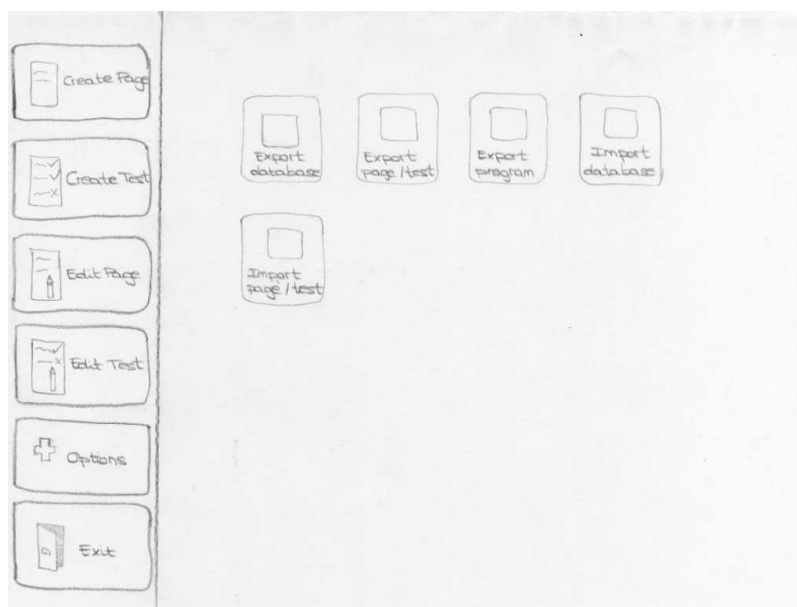 Create Page
Create Test
Edit Page
Edit Test
Options
Exit
Export
database
Export
page/test
Export
program
Import
database
Import
page/test